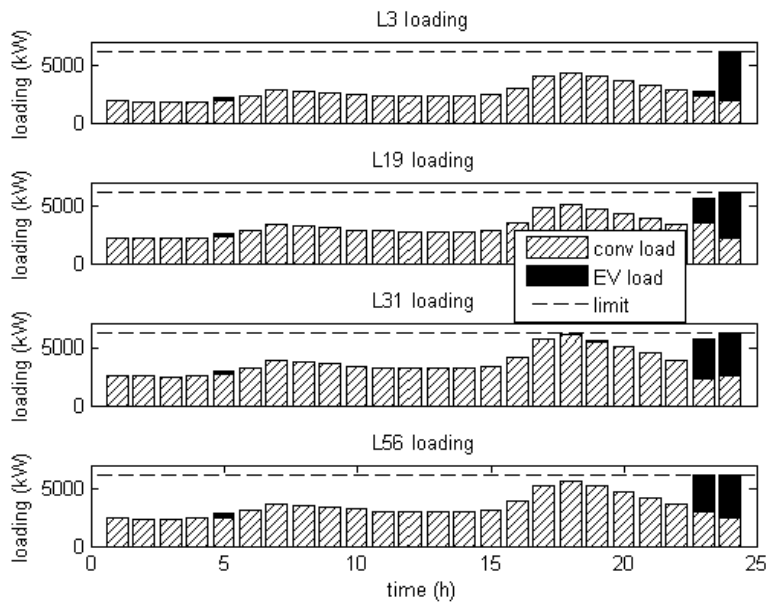 L3 loading
loading (kW)
5000
0
L19 loading
loading (kW)
5000
0
conv load
EV load
limit
L31 loading
loading (kW)
5000
0
L56 loading
loading (kW)
5000
0
0 5 10 15 20 25
time (h)